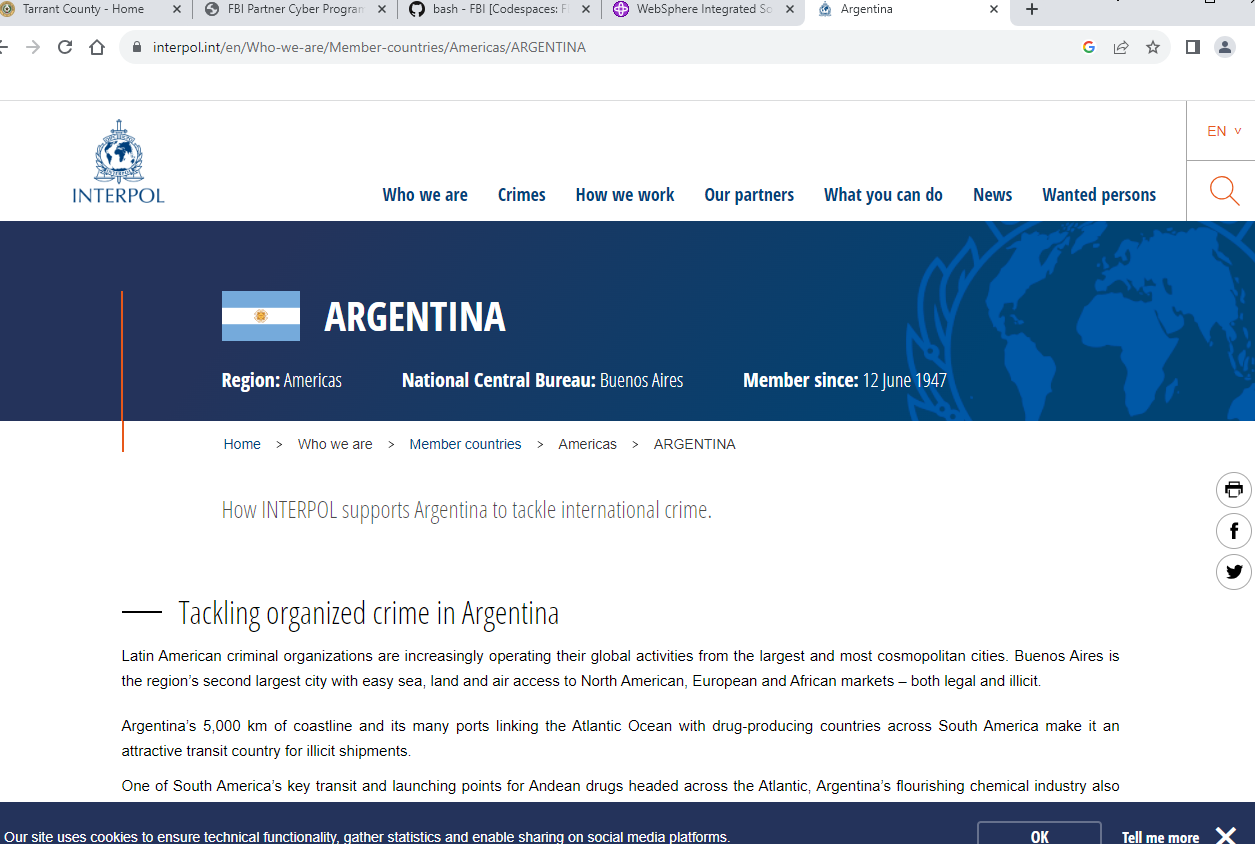 Tarrant County - Home
FBI Partner Cyber Program
bash - FBI [Codespaces: F
WebSphere Integrated So
Argentina
interpol.int/en/Who-we-are/Member-countries/Americas/ARGENTINA
EN
INTERPOL
Who we are Crimes How we work Our partners What you can do News Wanted persons
ARGENTINA
Region: Americas National Central Bureau: Buenos Aires Member since: 12 June 1947
Home > Who we are > Member countries > Americas > ARGENTINA
How INTERPOL supports Argentina to tackle international crime.
Tackling organized crime in Argentina
Latin American criminal organizations are increasingly operating their global activities from the largest and most cosmopolitan cities. Buenos Aires is
the region's second largest city with easy sea, land and air access to North American, European and African markets – both legal and illicit.
Argentina's 5,000 km of coastline and its many ports linking the Atlantic Ocean with drug-producing countries across South America make it an
attractive transit country for illicit shipments.
One of South America's key transit and launching points for Andean drugs headed across the Atlantic, Argentina's flourishing chemical industry also
Our site uses cookies to ensure technical functionality, gather statistics and enable sharing on social media platforms.
OK
Tell me more